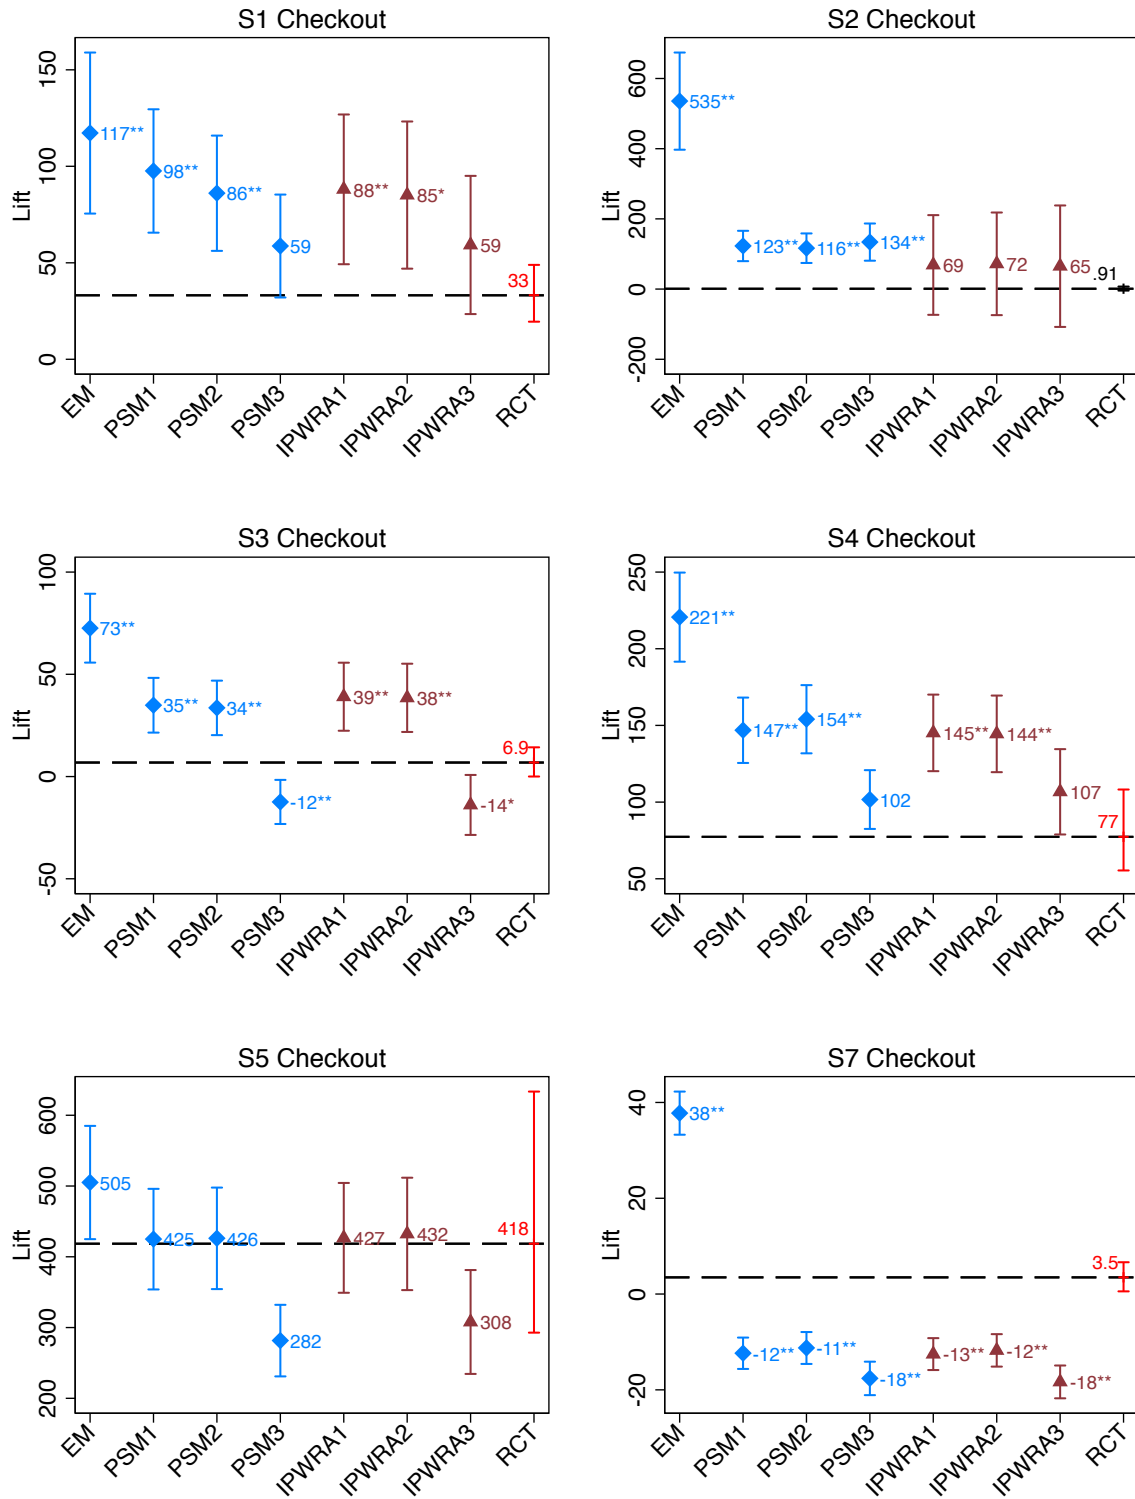 S1 Checkout
Lift
150
100
50
0
117**
98**
86**
59
88**
85*
59
33
EM
PSM1
PSM2
PSM3
IPWRA1
IPWRA2
IPWRA3
RCT
S2 Checkout
Lift
600
400
200
0
-200
535**
123**
116**
134**
69
72
65
.91
EM
PSM1
PSM2
PSM3
IPWRA1
IPWRA2
IPWRA3
RCT
S3 Checkout
Lift
100
50
0
-50
73**
35**
34**
-12**
39**
38**
-14*
6.9
EM
PSM1
PSM2
PSM3
IPWRA1
IPWRA2
IPWRA3
RCT
S4 Checkout
Lift
250
200
150
100
50
221**
147**
154**
102
145**
144**
107
77
EM
PSM1
PSM2
PSM3
IPWRA1
IPWRA2
IPWRA3
RCT
S5 Checkout
Lift
600
500
400
300
200
505
425
426
282
427
432
308
418
EM
PSM1
PSM2
PSM3
IPWRA1
IPWRA2
IPWRA3
RCT
S7 Checkout
Lift
40
20
0
-20
38**
-12**
-11**
-18**
-13**
-12**
-18**
3.5
EM
PSM1
PSM2
PSM3
IPWRA1
IPWRA2
IPWRA3
RCT